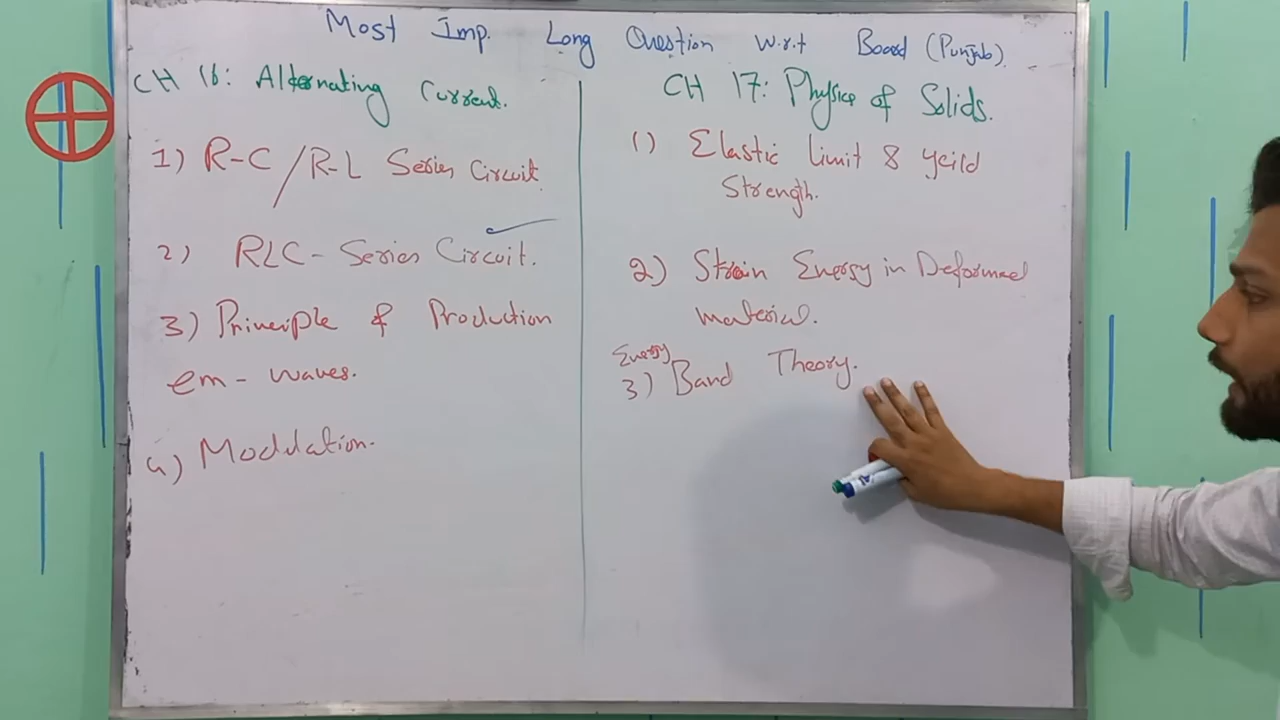 Most Imp. Long Question w.r.t Board (Punjab).
CH 16: Alternating Current.
1) R-C/R-L Series Circuit.
2) RLC- Series Circuit.
3) Principle & Production
em- waves.
4) Modulation.
CH 17: Physics of Solids.
1) Elastic Limit & yeild
Strength.
2) Strain Energy in Deformed
material.
Energy
3) Band Theory.